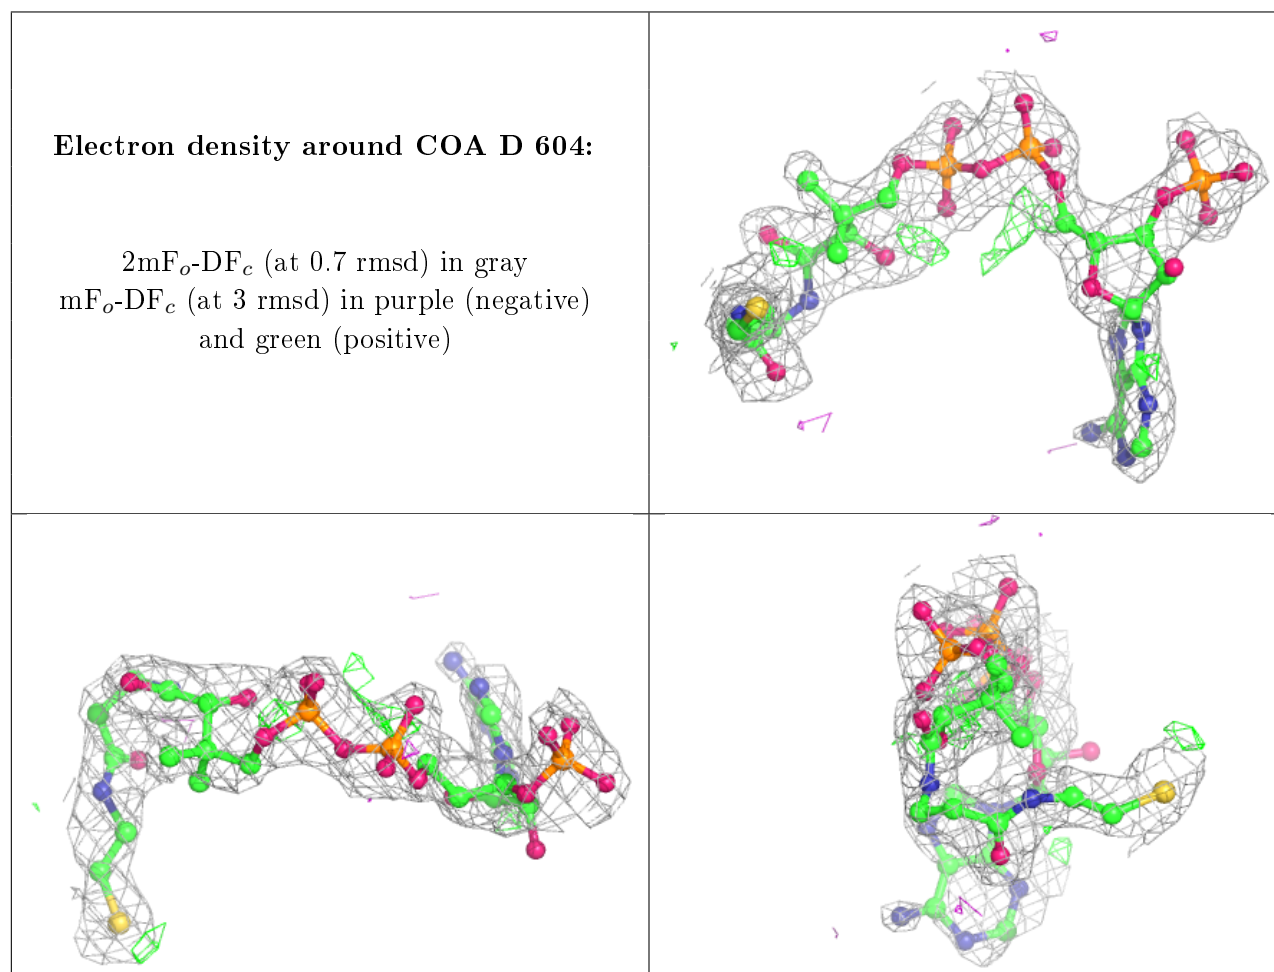 Electron density around COA D 604:
2mFo-DFc (at 0.7 rmsd) in gray
mFo-DFc (at 3 rmsd) in purple (negative)
and green (positive)